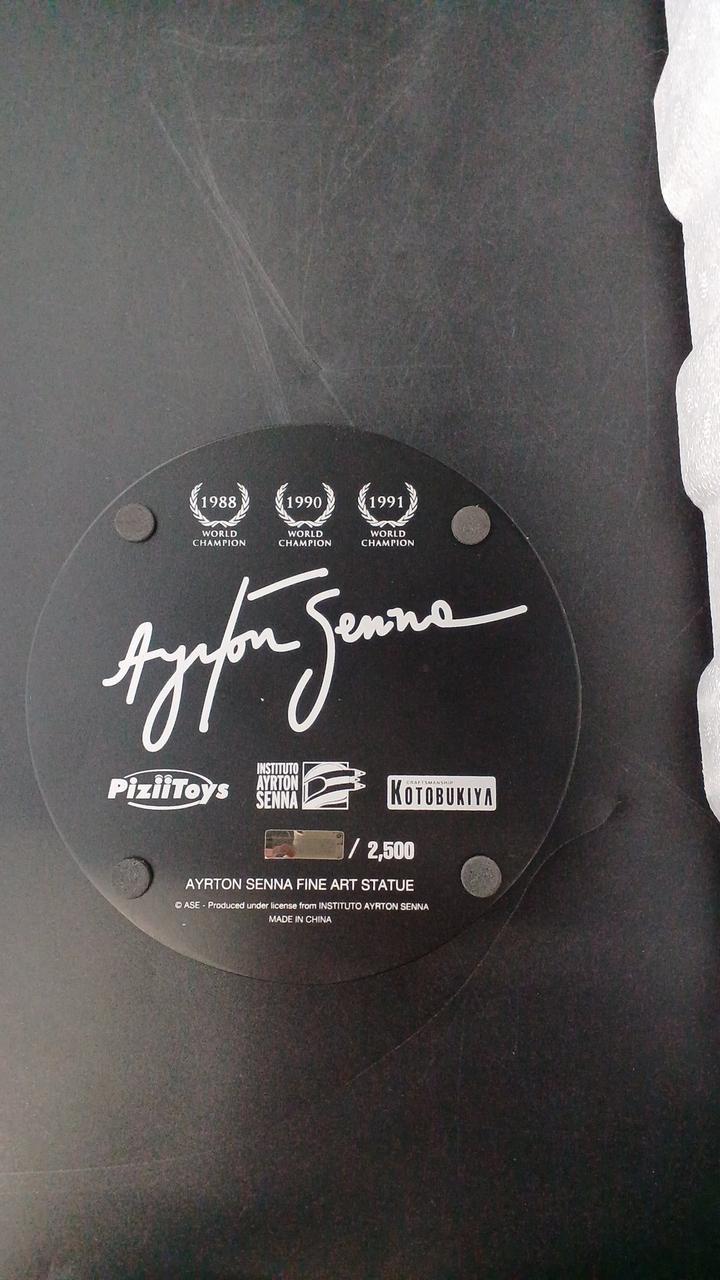 1988 1990 1991
WORLD CHAMPION WORLD CHAMPION WORLD CHAMPION
Ayrton Senna
PiziiToys
INSTITUTO AYRTON SENNA
CRAFTSMANSHIP
KOTOBUKIYA
/ 2,500
AYRTON SENNA FINE ART STATUE
© ASE - Produced under license from INSTITUTO AYRTON SENNA
MADE IN CHINA